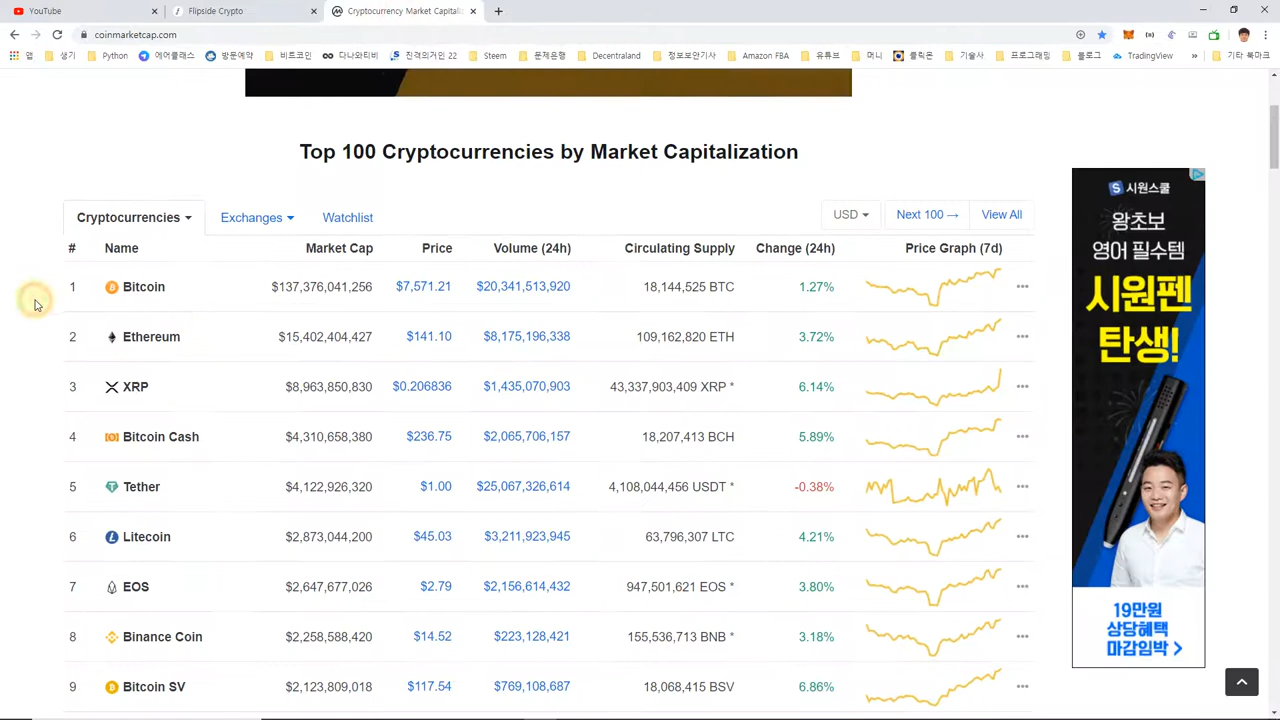 YouTube
Flipside Crypto
Cryptocurrency Market Capitaliz
coinmarketcap.com
앱 생기 Python 에어클래스 방문예약 비트코인 다나와티비 진격의거인 22 Steem 문제은행 Decentraland 정보보안기사 Amazon FBA 유튜브 머니 클릭온 기술사 프로그래밍 블로그 TradingView » 기타 북마크
Top 100 Cryptocurrencies by Market Capitalization
Cryptocurrencies Exchanges Watchlist USD Next 100 → View All
# Name Market Cap Price Volume (24h) Circulating Supply Change (24h) Price Graph (7d)
1 Bitcoin $137,376,041,256 $7,571.21 $20,341,513,920 18,144,525 BTC 1.27%
2 Ethereum $15,402,404,427 $141.10 $8,175,196,338 109,162,820 ETH 3.72%
3 XRP $8,963,850,830 $0.206836 $1,435,070,903 43,337,903,409 XRP * 6.14%
4 Bitcoin Cash $4,310,658,380 $236.75 $2,065,706,157 18,207,413 BCH 5.89%
5 Tether $4,122,926,320 $1.00 $25,067,326,614 4,108,044,456 USDT * -0.38%
6 Litecoin $2,873,044,200 $45.03 $3,211,923,945 63,796,307 LTC 4.21%
7 EOS $2,647,677,026 $2.79 $2,156,614,432 947,501,621 EOS * 3.80%
8 Binance Coin $2,258,588,420 $14.52 $223,128,421 155,536,713 BNB * 3.18%
9 Bitcoin SV $2,123,809,018 $117.54 $769,108,687 18,068,415 BSV 6.86%
S 시원스쿨
왕초보
영어 필수템
시원펜
탄생!
19만원
상당혜택
마감임박 >